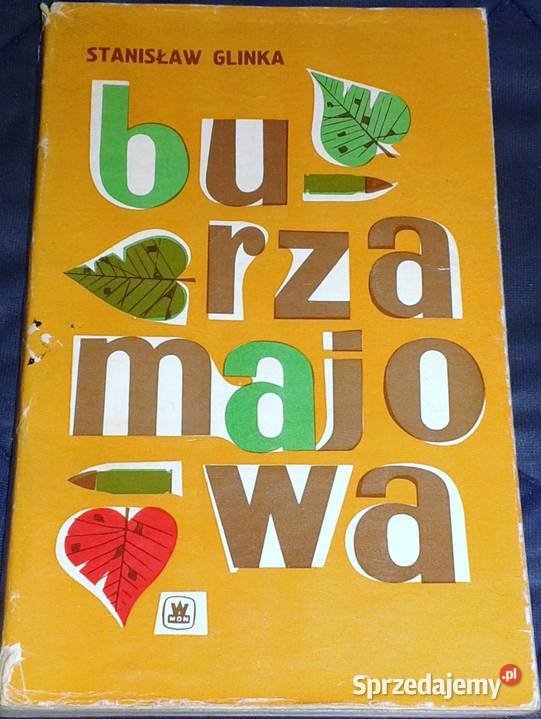 STANISŁAW GLINKA
bu
rza
majo
wa
W
MON
Sprzedajemy.pl